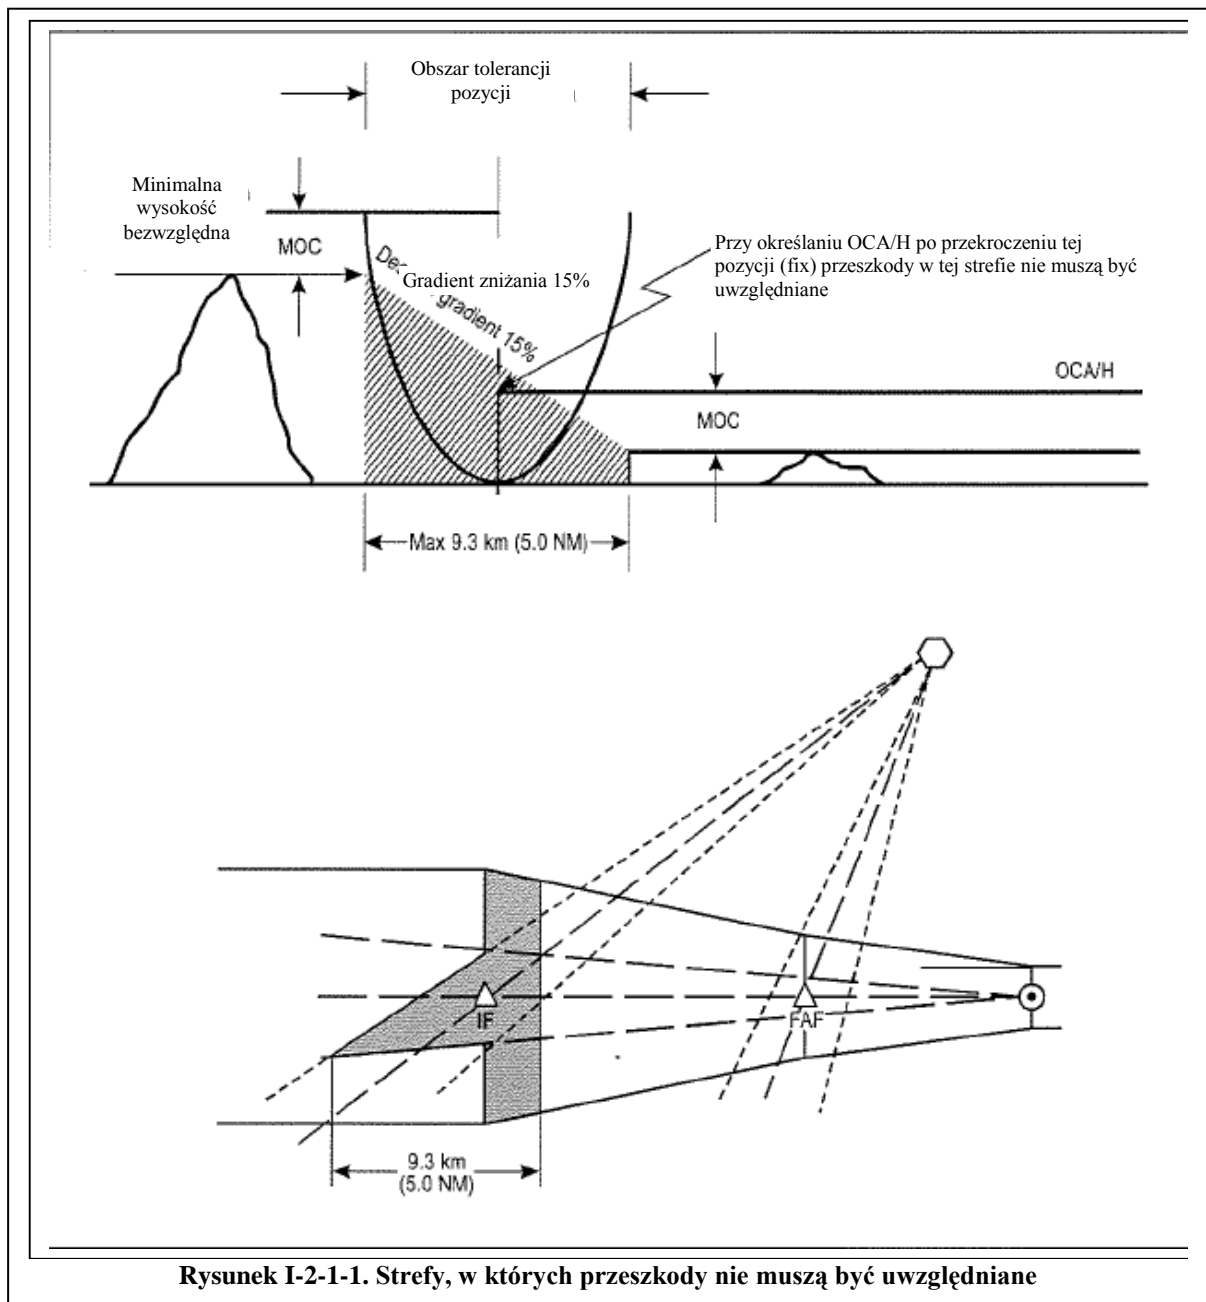 Obszar tolerancji
pozycji
Minimalna
wysokość
bezwzględna
MOC
Gradient zniżania 15%
gradient 15%
Przy określaniu OCA/H po przekroczeniu tej
pozycji (fix) przeszkody w tej strefie nie muszą być
uwzględniane
OCA/H
MOC
Max 9.3 km (5.0 NM)
IF
FAF
9.3 km
(5.0 NM)
Rysunek I-2-1-1. Strefy, w których przeszkody nie muszą być uwzględniane